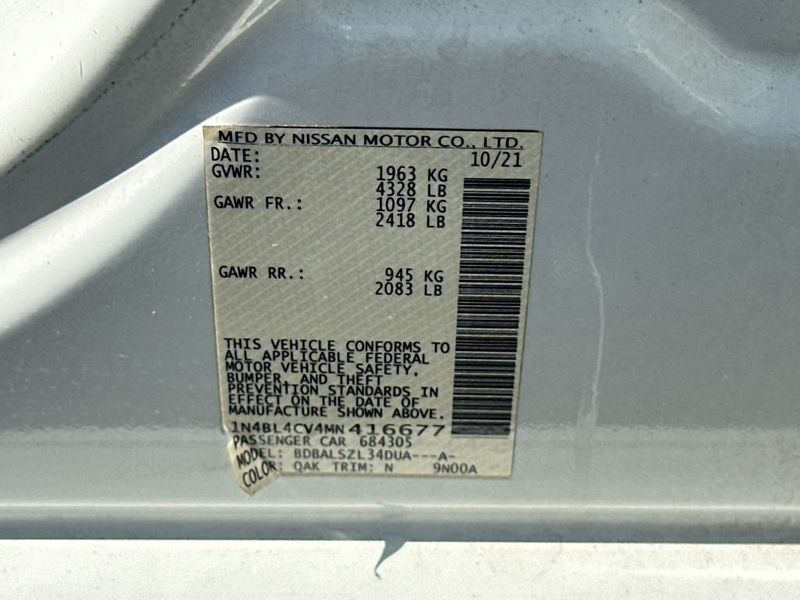 MFD BY NISSAN MOTOR CO., LTD.
DATE: 10/21
GVWR: 1963 KG
4328 LB
GAWR FR.: 1097 KG
2418 LB
GAWR RR.: 945 KG
2083 LB
THIS VEHICLE CONFORMS TO
ALL APPLICABLE FEDERAL
MOTOR VEHICLE SAFETY,
BUMPER, AND THEFT
PREVENTION STANDARDS IN
EFFECT ON THE DATE OF
MANUFACTURE SHOWN ABOVE.
1N4BL4CV4MN416677
PASSENGER CAR 684305
MODEL: BDBALSZL34DUA---A-
COLOR: QAK TRIM: N 9N00A